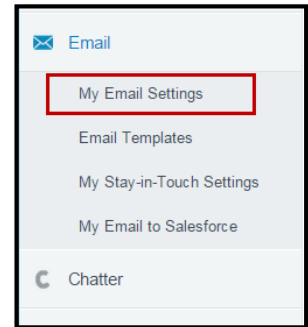 Email
My Email Settings
Email Templates
My Stay-in-Touch Settings
My Email to Salesforce
Chatter